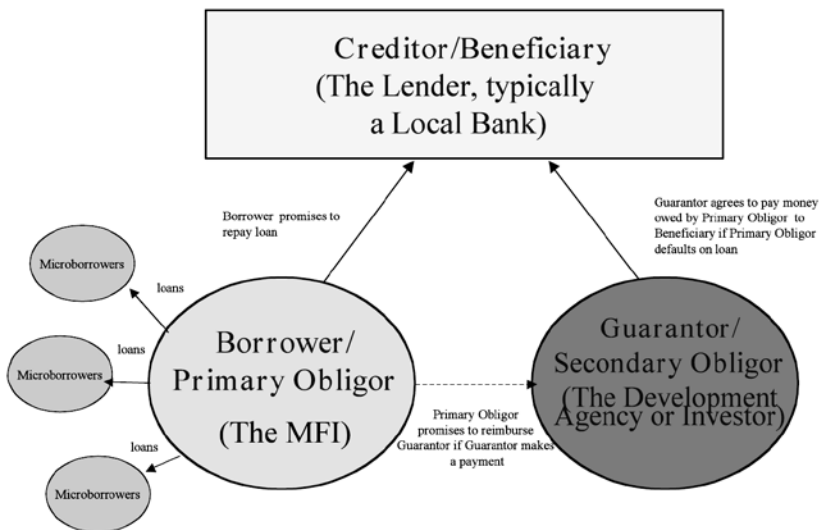 Creditor/Beneficiary
(The Lender, typically
a Local Bank)
Borrower promises to
repay loan
Guarantor agrees to pay money
owed by Primary Obligor to
Beneficiary if Primary Obligor
defaults on loan
Microborrowers
loans
Microborrowers
loans
Microborrowers
loans
Borrower/
Primary Obligor
(The MFI)
Primary Obligor
promises to reimburse
Guarantor if Guarantor makes
a payment
Guarantor/
Secondary Obligor
(The Development
Agency or Investor)